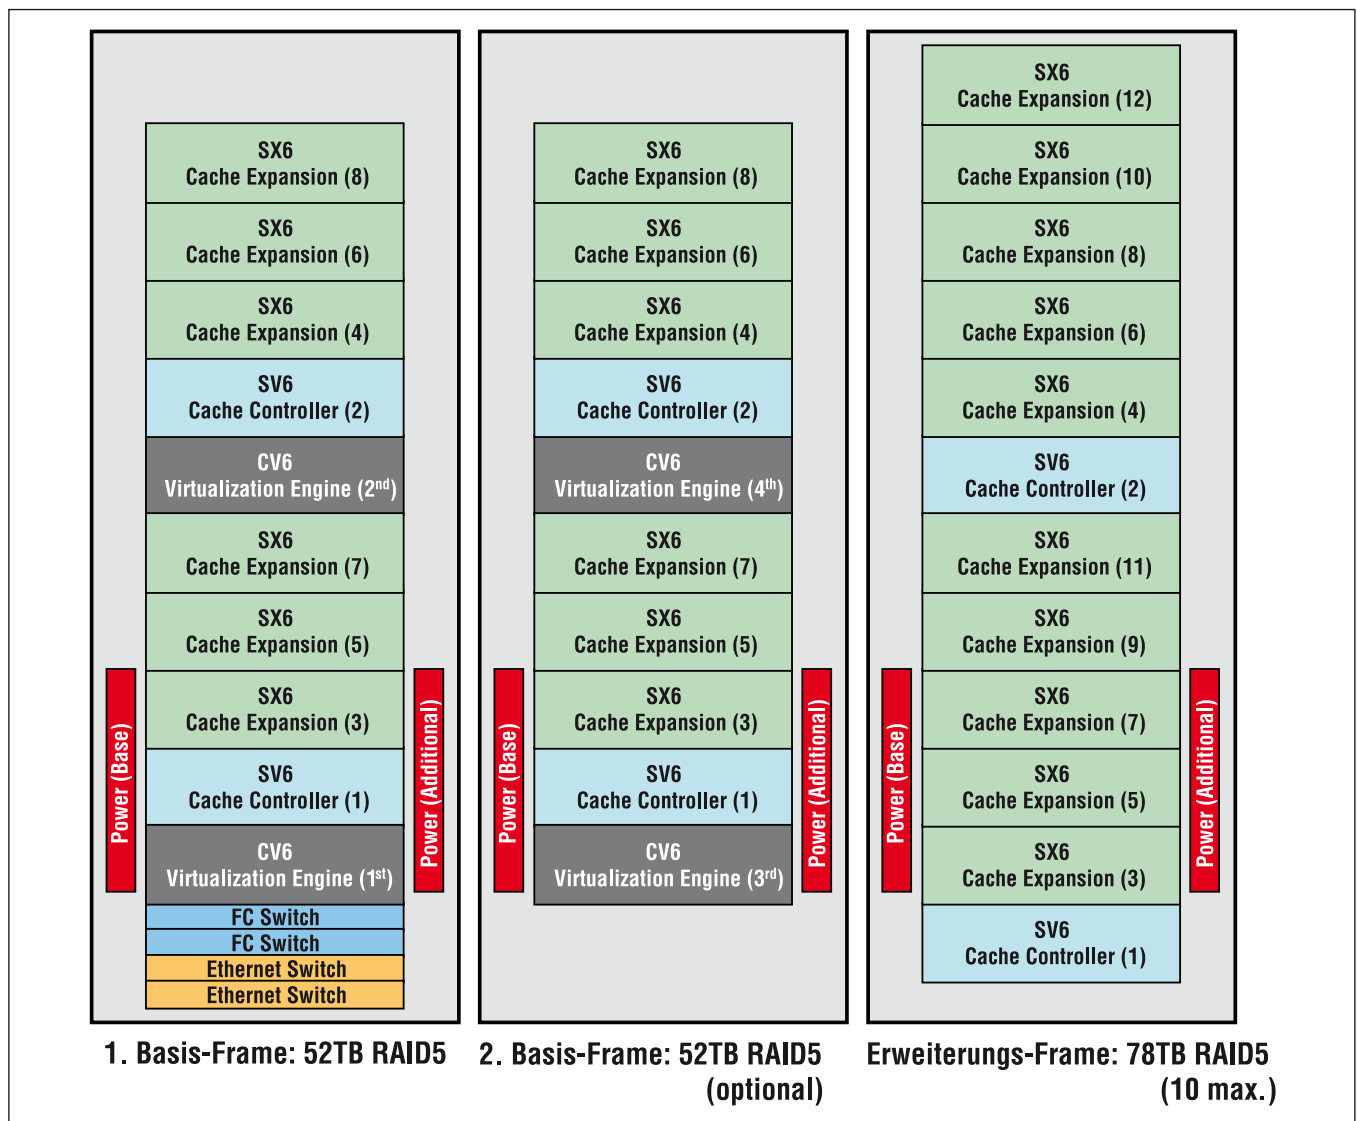 SX6
Cache Expansion (8)
SX6
Cache Expansion (6)
SX6
Cache Expansion (4)
SV6
Cache Controller (2)
CV6
Virtualization Engine (2nd)
SX6
Cache Expansion (7)
SX6
Cache Expansion (5)
SX6
Cache Expansion (3)
SV6
Cache Controller (1)
CV6
Virtualization Engine (1st)
FC Switch
FC Switch
Ethernet Switch
Ethernet Switch
Power (Base)
Power (Additional)
1. Basis-Frame: 52TB RAID5
SX6
Cache Expansion (8)
SX6
Cache Expansion (6)
SX6
Cache Expansion (4)
SV6
Cache Controller (2)
CV6
Virtualization Engine (4th)
SX6
Cache Expansion (7)
SX6
Cache Expansion (5)
SX6
Cache Expansion (3)
SV6
Cache Controller (1)
CV6
Virtualization Engine (3rd)
Power (Base)
Power (Additional)
2. Basis-Frame: 52TB RAID5
(optional)
SX6
Cache Expansion (12)
SX6
Cache Expansion (10)
SX6
Cache Expansion (8)
SX6
Cache Expansion (6)
SX6
Cache Expansion (4)
SV6
Cache Controller (2)
SX6
Cache Expansion (11)
SX6
Cache Expansion (9)
SX6
Cache Expansion (7)
SX6
Cache Expansion (5)
SX6
Cache Expansion (3)
SV6
Cache Controller (1)
Power (Base)
Power (Additional)
Erweiterungs-Frame: 78TB RAID5
(10 max.)